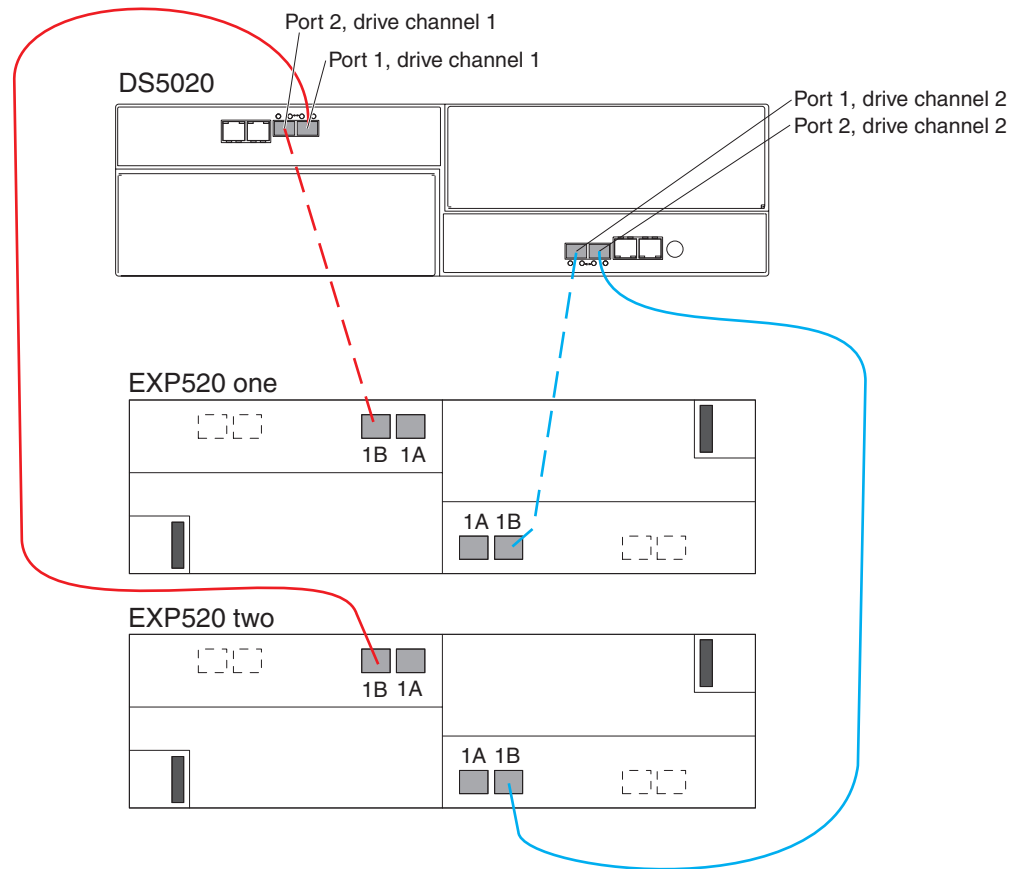 Port 2, drive channel 1
Port 1, drive channel 1
DS5020
Port 1, drive channel 2
Port 2, drive channel 2
EXP520 one
1B 1A
1A 1B
EXP520 two
1B 1A
1A 1B